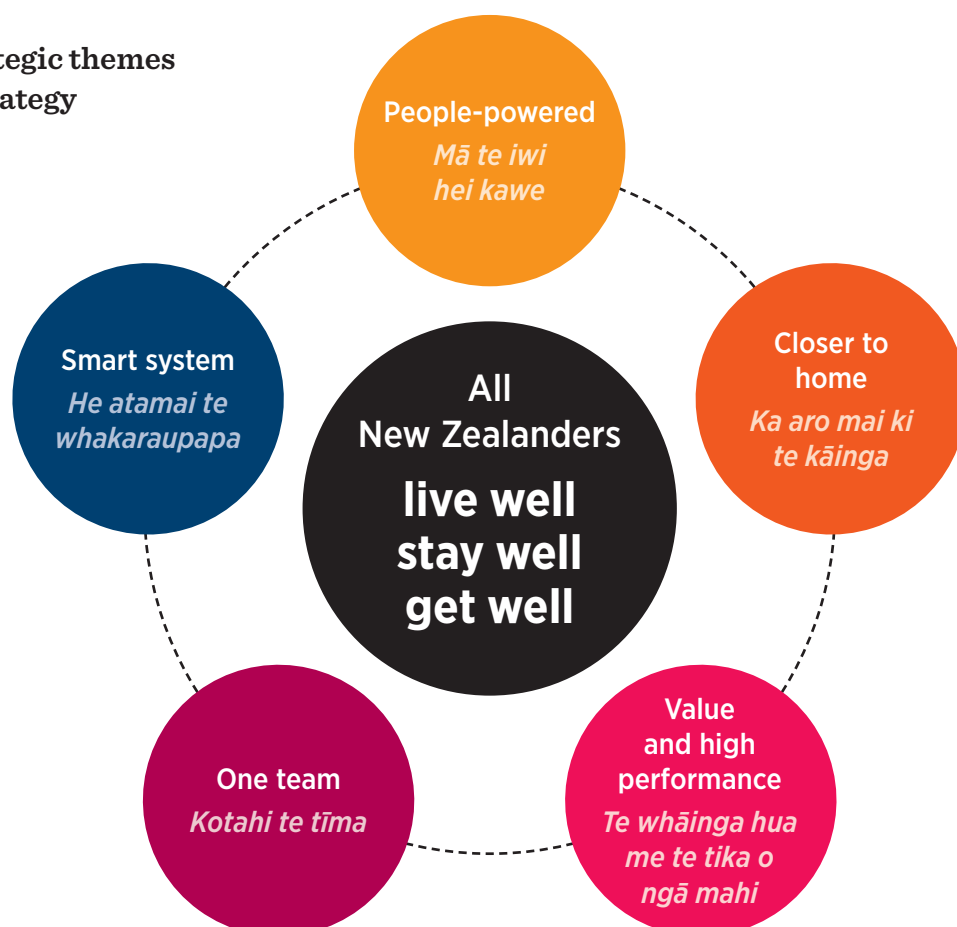 tegic themes
ategy
People-powered
Mā te iwi
hei kawe
Closer to
home
Ka aro mai ki
te kāinga
Value
and high
performance
Te whāinga hua
me te tika o
ngā mahi
One team
Kotahi te tīma
Smart system
He atamai te
whakaraupapa
All
New Zealanders
live well
stay well
get well